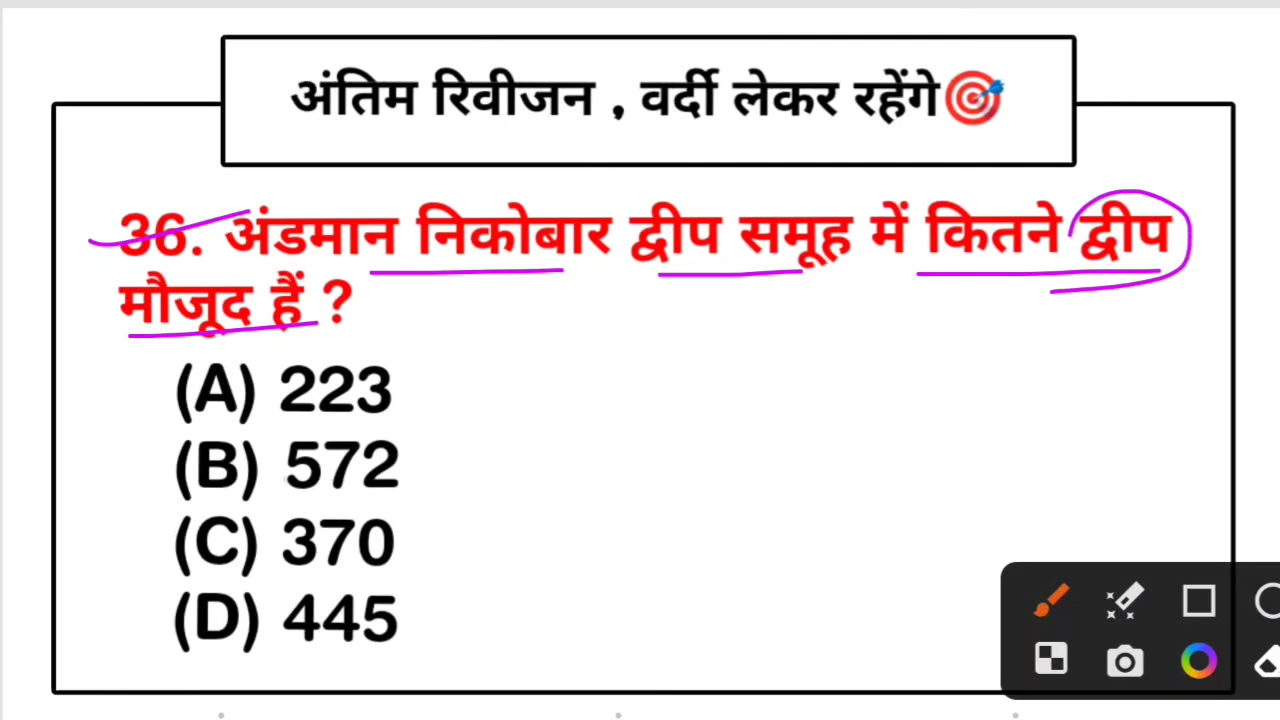 अंतिम रिवीजन , वर्दी लेकर रहेंगे🎯
36. अंडमान निकोबार द्वीप समूह में कितने द्वीप
मौजूद हैं ?
(A) 223
(B) 572
(C) 370
(D) 445